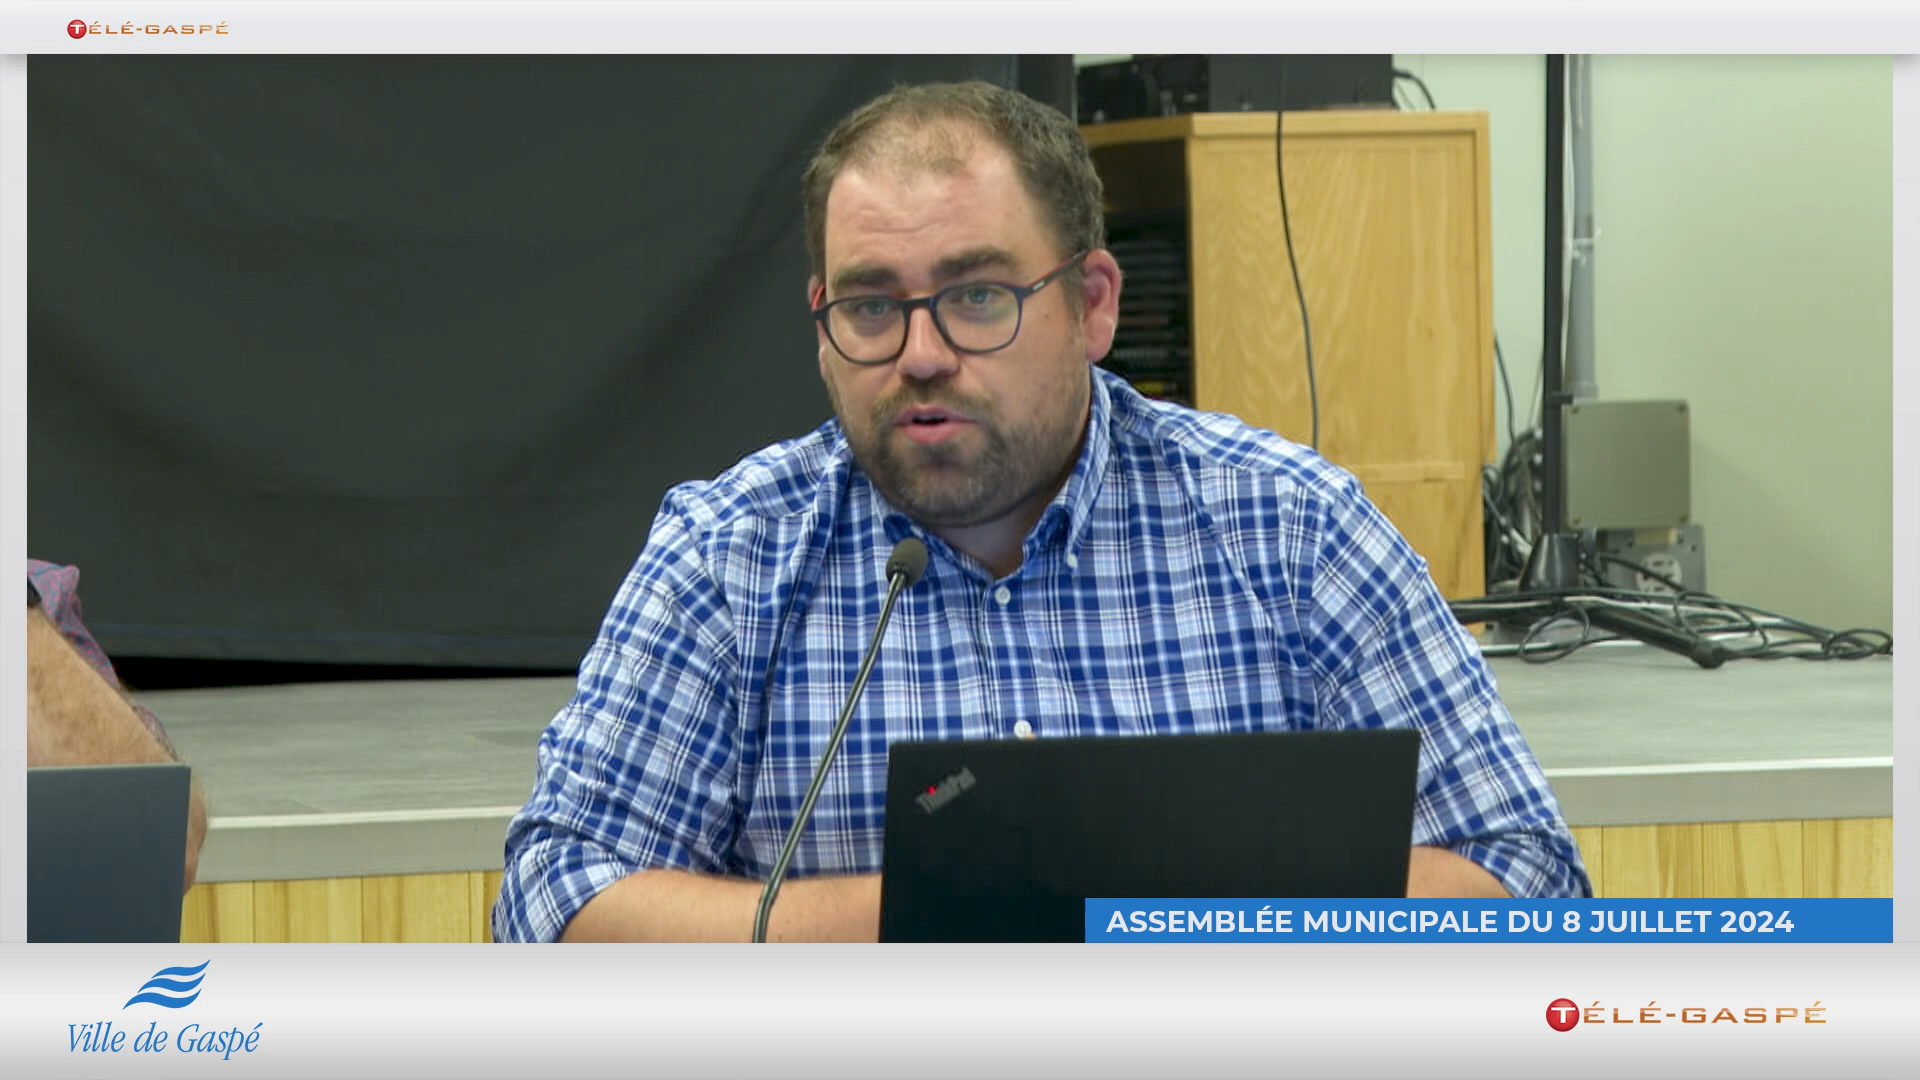 TÉLÉ-GASPÉ
ThinkPad
ASSEMBLÉE MUNICIPALE DU 8 JUILLET 2024
Ville de Gaspé
TÉLÉ-GASPÉ